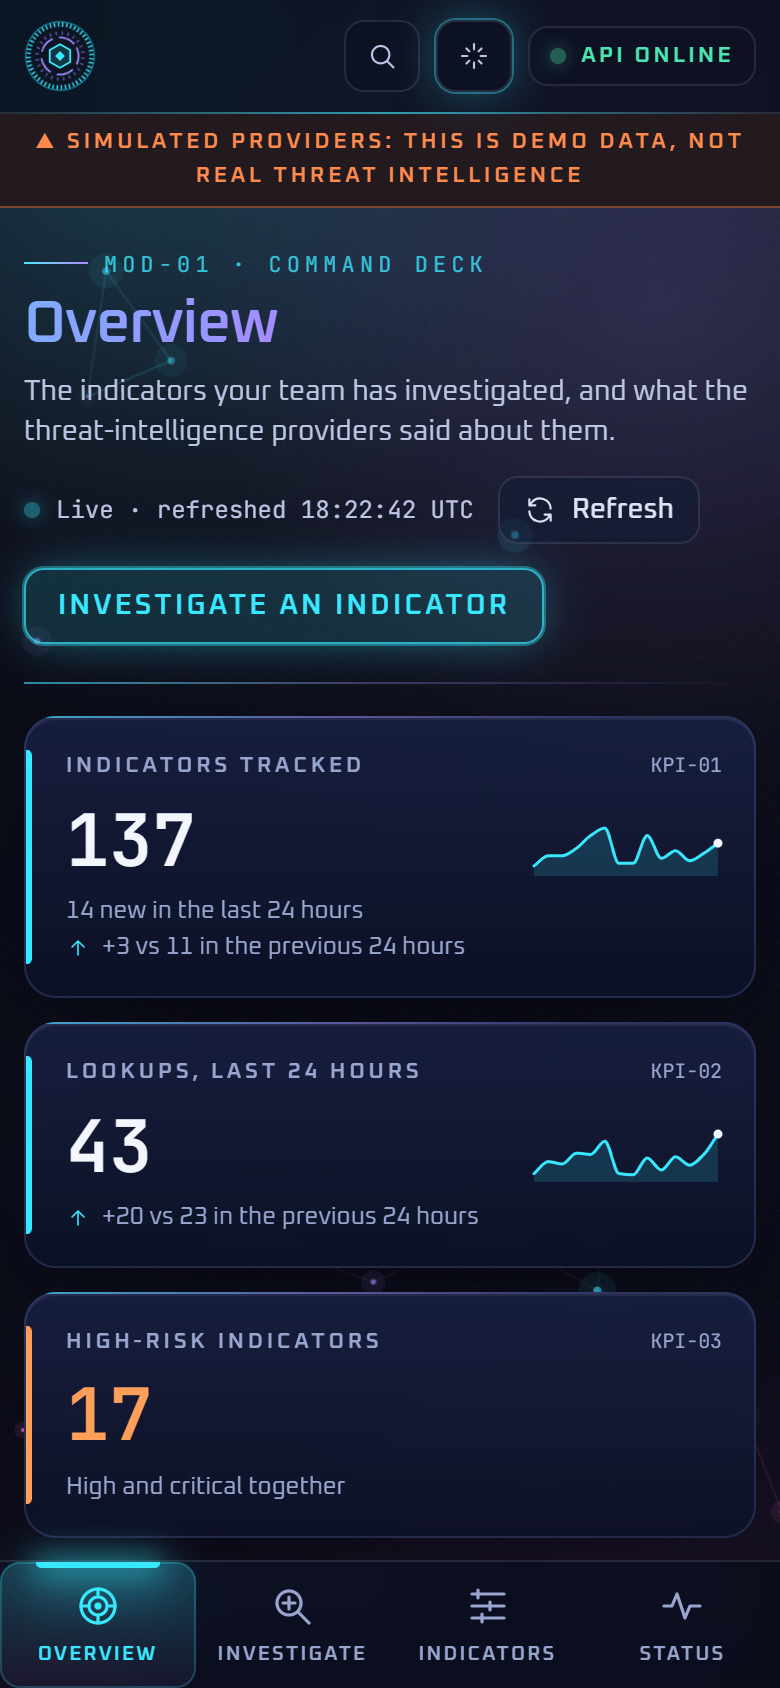 API ONLINE
▲ SIMULATED PROVIDERS: THIS IS DEMO DATA, NOT
REAL THREAT INTELLIGENCE
MOD-01 · COMMAND DECK
Overview
The indicators your team has investigated, and what the
threat-intelligence providers said about them.
Live · refreshed 18:22:42 UTC
Refresh
INVESTIGATE AN INDICATOR
INDICATORS TRACKED
KPI-01
137
14 new in the last 24 hours
↑ +3 vs 11 in the previous 24 hours
LOOKUPS, LAST 24 HOURS
KPI-02
43
↑ +20 vs 23 in the previous 24 hours
HIGH-RISK INDICATORS
KPI-03
17
High and critical together
OVERVIEW
INVESTIGATE
INDICATORS
STATUS